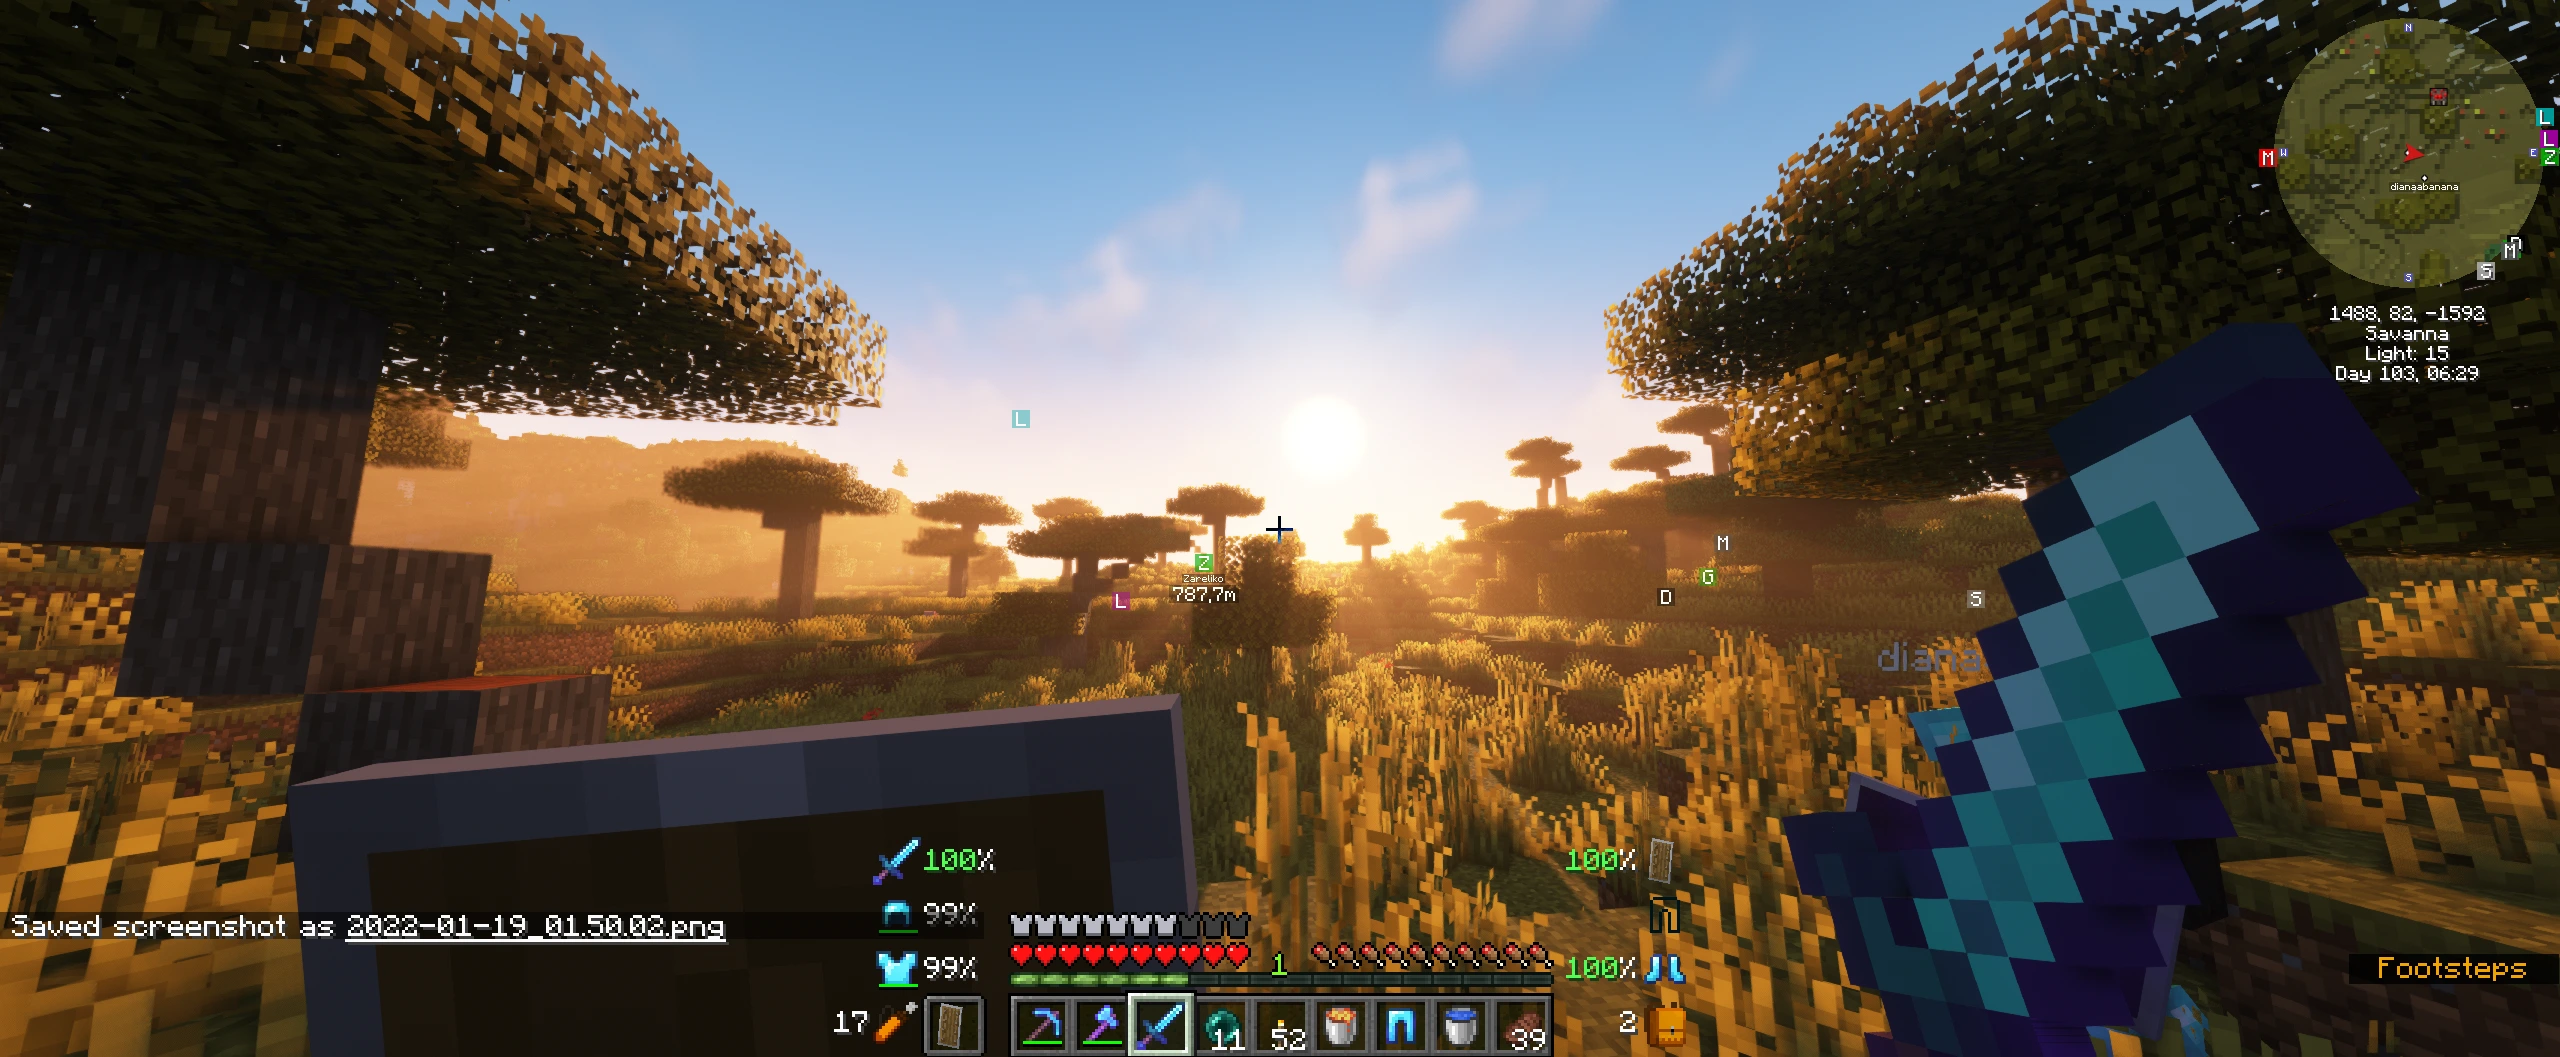 N
L
L
M W
E Z
dianaabanana
M
S
S
1488, 82, -1592
Savanna
Light: 15
Day 103, 06:29
L
Z
Zareliko
787,7m
L
M
G
D
S
diana
100%
100%
99%
Saved screenshot as 2022-01-19_01.50.02.png
99%
1
100%
Footsteps
17
11
52
39
2